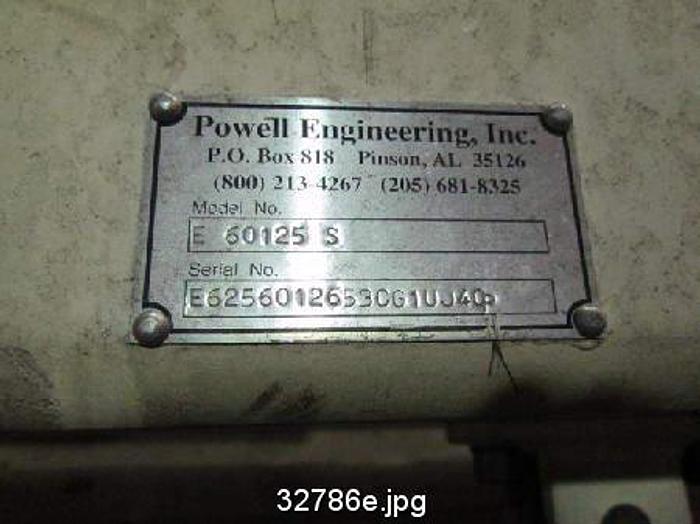 Powell Engineering, Inc.
P.O. Box 818 Pinson, AL 35126
(800) 213-4267 (205) 681-8325
Model No.
E 60125 S
Serial No.
32786e.jpg